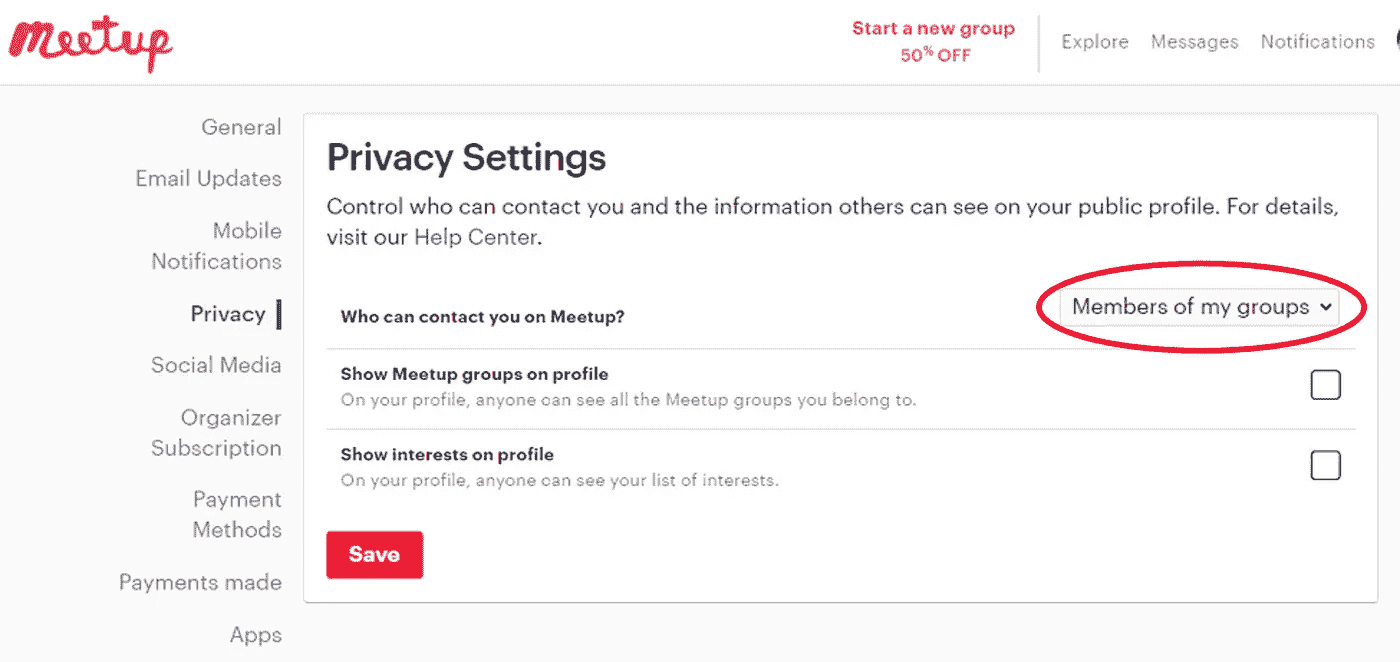 Meetup
Start a new group
50% OFF
Explore
Messages
Notifications
General
Email Updates
Mobile
Notifications
Privacy
Social Media
Organizer
Subscription
Payment
Methods
Payments made
Apps
Privacy Settings
Control who can contact you and the information others can see on your public profile. For details,
visit our Help Center.
Who can contact you on Meetup?
Members of my groups
Show Meetup groups on profile
On your profile, anyone can see all the Meetup groups you belong to.
Show interests on profile
On your profile, anyone can see your list of interests.
Save